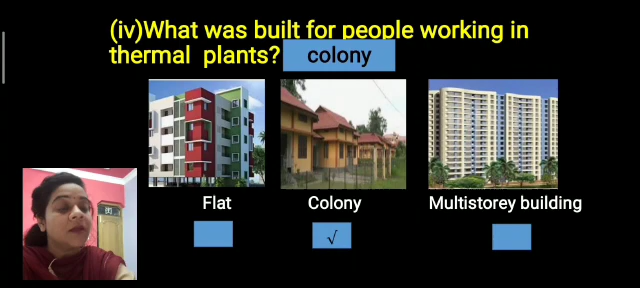 (iv)What was built for people working in
thermal plants? colony
Flat Colony Multistorey building
√